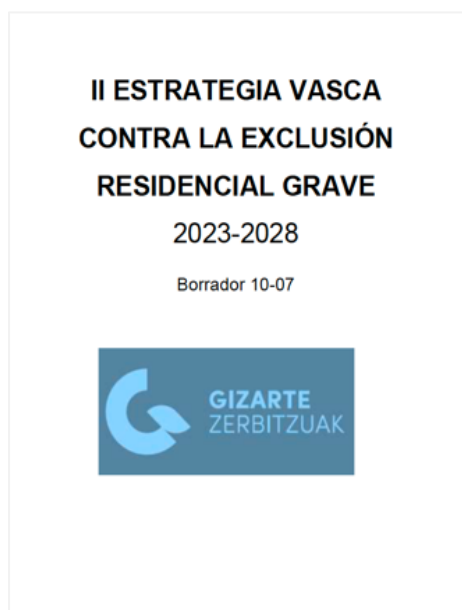 II ESTRATEGIA VASCA
CONTRA LA EXCLUSIÓN
RESIDENCIAL GRAVE
2023-2028
Borrador 10-07
GIZARTE
ZERBITZUAK